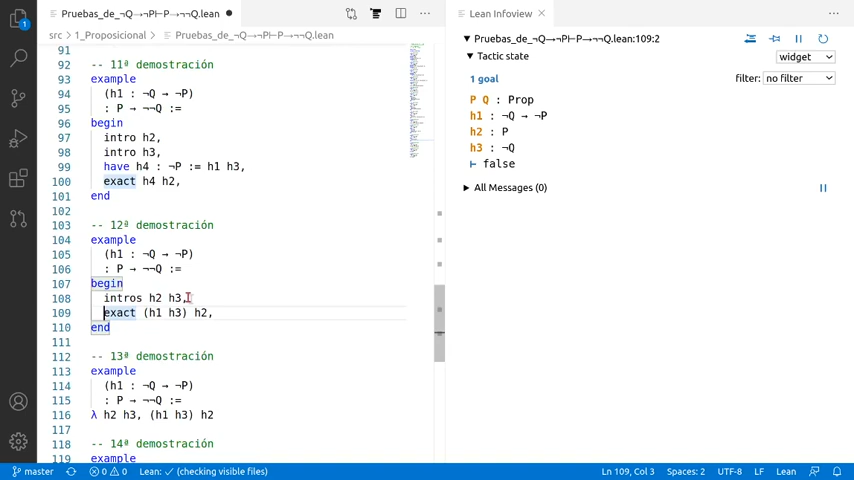 Pruebas_de_¬Q→¬P⊢P→¬¬Q.lean ●
src > 1_Proposicional > Pruebas_de_¬Q→¬P⊢P→¬¬Q.lean
91
92 -- 11ª demostración
93 example
94 (h1 : ¬Q → ¬P)
95 : P → ¬¬Q :=
96 begin
97 intro h2,
98 intro h3,
99 have h4 : ¬P := h1 h3,
100 exact h4 h2,
101 end
102
103 -- 12ª demostración
104 example
105 (h1 : ¬Q → ¬P)
106 : P → ¬¬Q :=
107 begin
108 intros h2 h3,
109 exact (h1 h3) h2,
110 end
111
112 -- 13ª demostración
113 example
114 (h1 : ¬Q → ¬P)
115 : P → ¬¬Q :=
116 λ h2 h3, (h1 h3) h2
117
118 -- 14ª demostración
119 example
Lean Infoview
Pruebas_de_¬Q→¬P⊢P→¬¬Q.lean:109:2
Tactic state
widget
1 goal
filter: no filter
P Q : Prop
h1 : ¬Q → ¬P
h2 : P
h3 : ¬Q
⊢ false
All Messages (0)
1
master 0 0 Lean: ✓ (checking visible files) Ln 109, Col 3 Spaces: 2 UTF-8 LF Lean